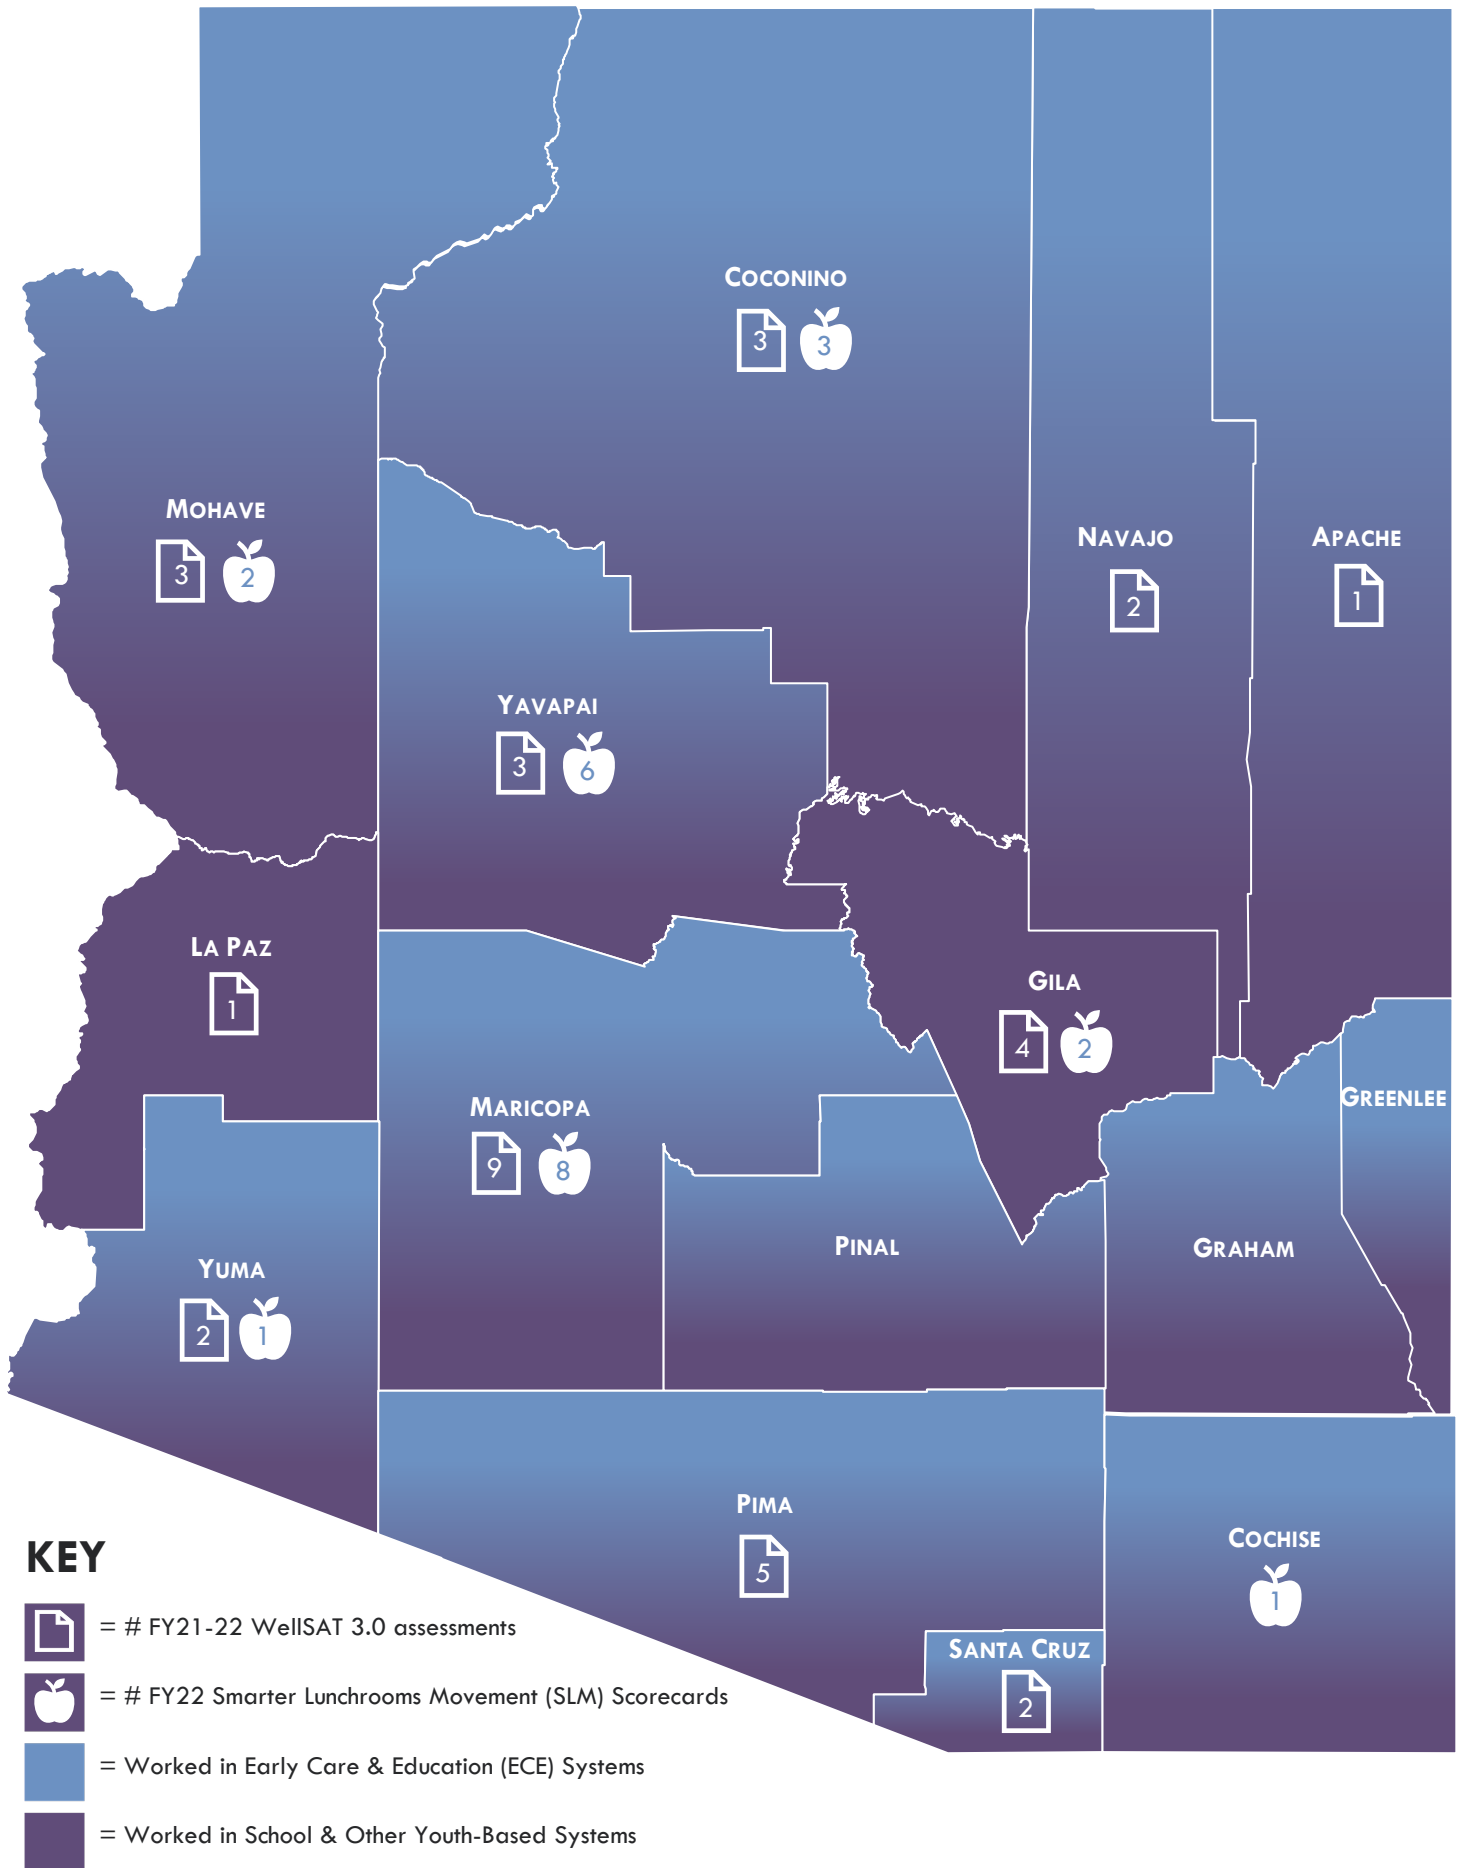 COCONINO
3 3
MOHAVE
3 2
NAVAJO
2
APACHE
1
YAVAPAI
3 6
LA PAZ
1
GILA
4 2
GREENLEE
MARICOPA
9 8
PINAL
GRAHAM
YUMA
2 1
PIMA
5
COCHISE
1
SANTA CRUZ
2
KEY
= # FY21-22 WellSAT 3.0 assessments
= # FY22 Smarter Lunchrooms Movement (SLM) Scorecards
= Worked in Early Care & Education (ECE) Systems
= Worked in School & Other Youth-Based Systems